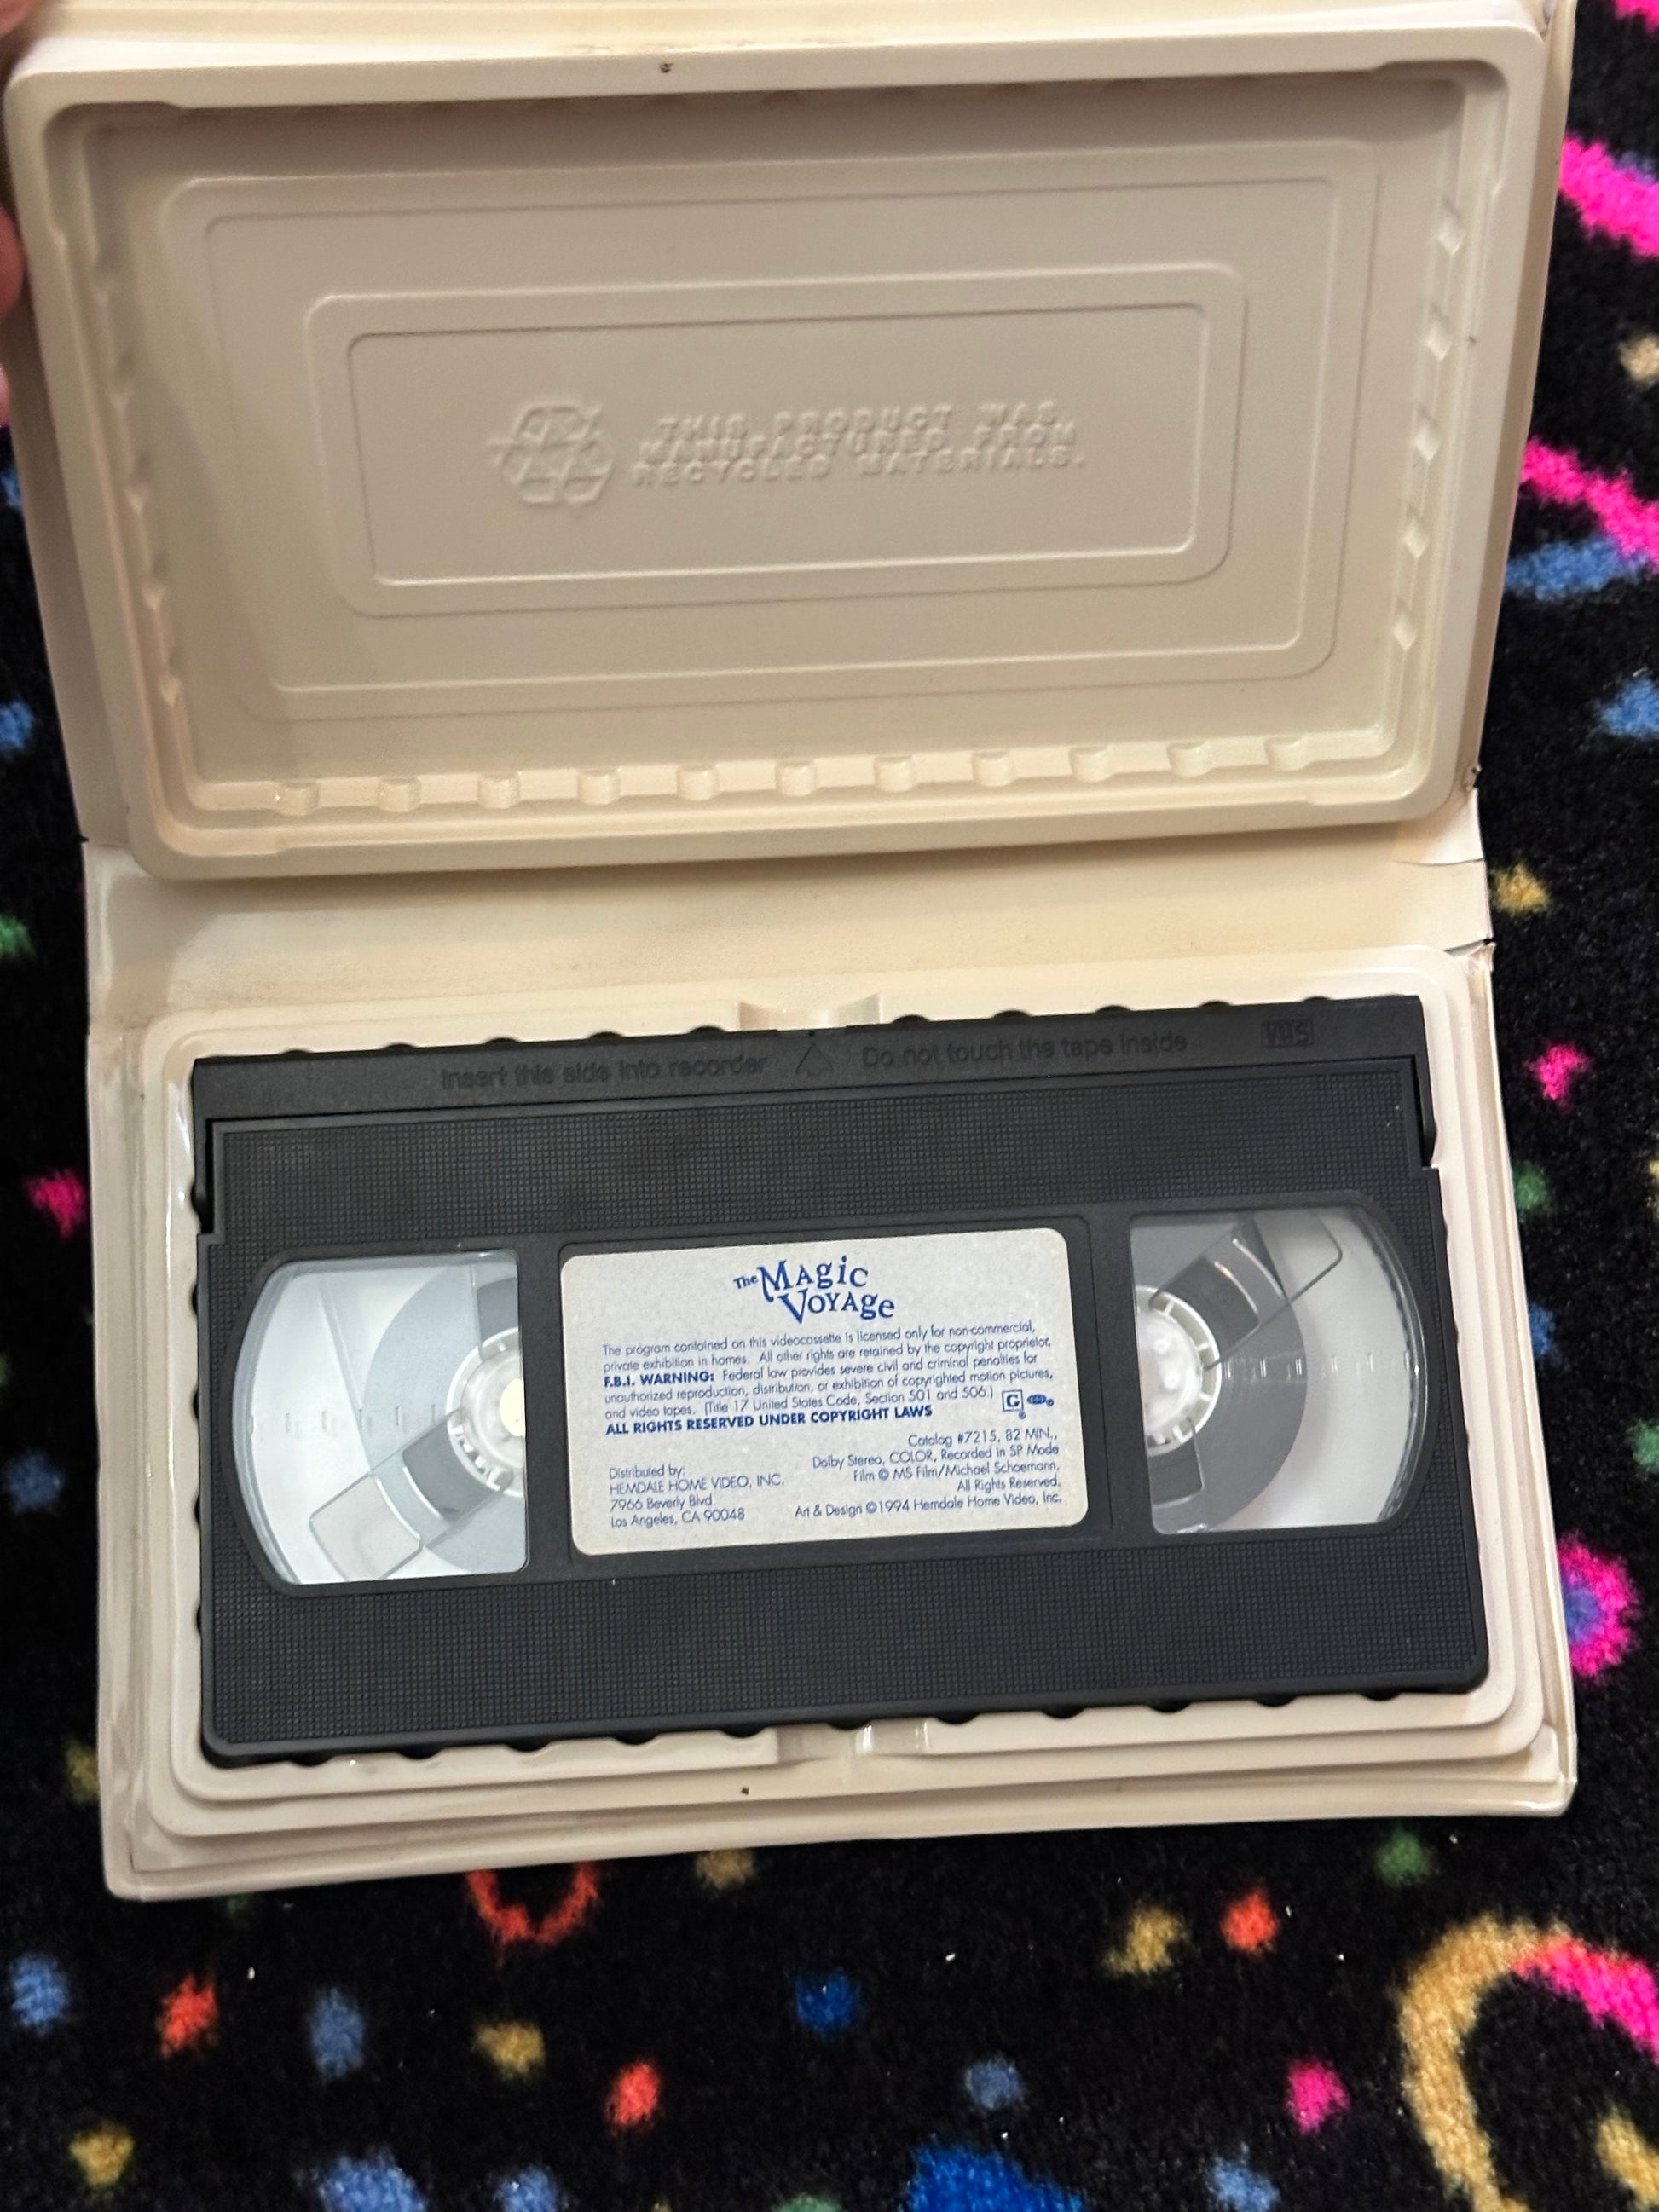 THIS PRODUCT WAS
MANUFACTURED FROM
RECYCLED MATERIALS.
Insert this side into recorder Do not touch the tape inside VHS
The Magic
Voyage
The program contained on this videocassette is licensed only for non-commercial,
private exhibition in homes. All other rights are retained by the copyright proprietor.
F.B.I. WARNING: Federal law provides severe civil and criminal penalties for
unauthorized reproduction, distribution, or exhibition of copyrighted motion pictures,
and video tapes. (Title 17 United States Code, Section 501 and 506.) G
ALL RIGHTS RESERVED UNDER COPYRIGHT LAWS
Catalog #7215, 82 MIN.,
Dolby Stereo, COLOR, Recorded in SP Mode
Film © MS Film/Michael Schoemann,
All Rights Reserved,
Art & Design ©1994 Hemdale Home Video, Inc,
Distributed by:
HEMDALE HOME VIDEO, INC.
7966 Beverly Blvd.
Los Angeles, CA 90048